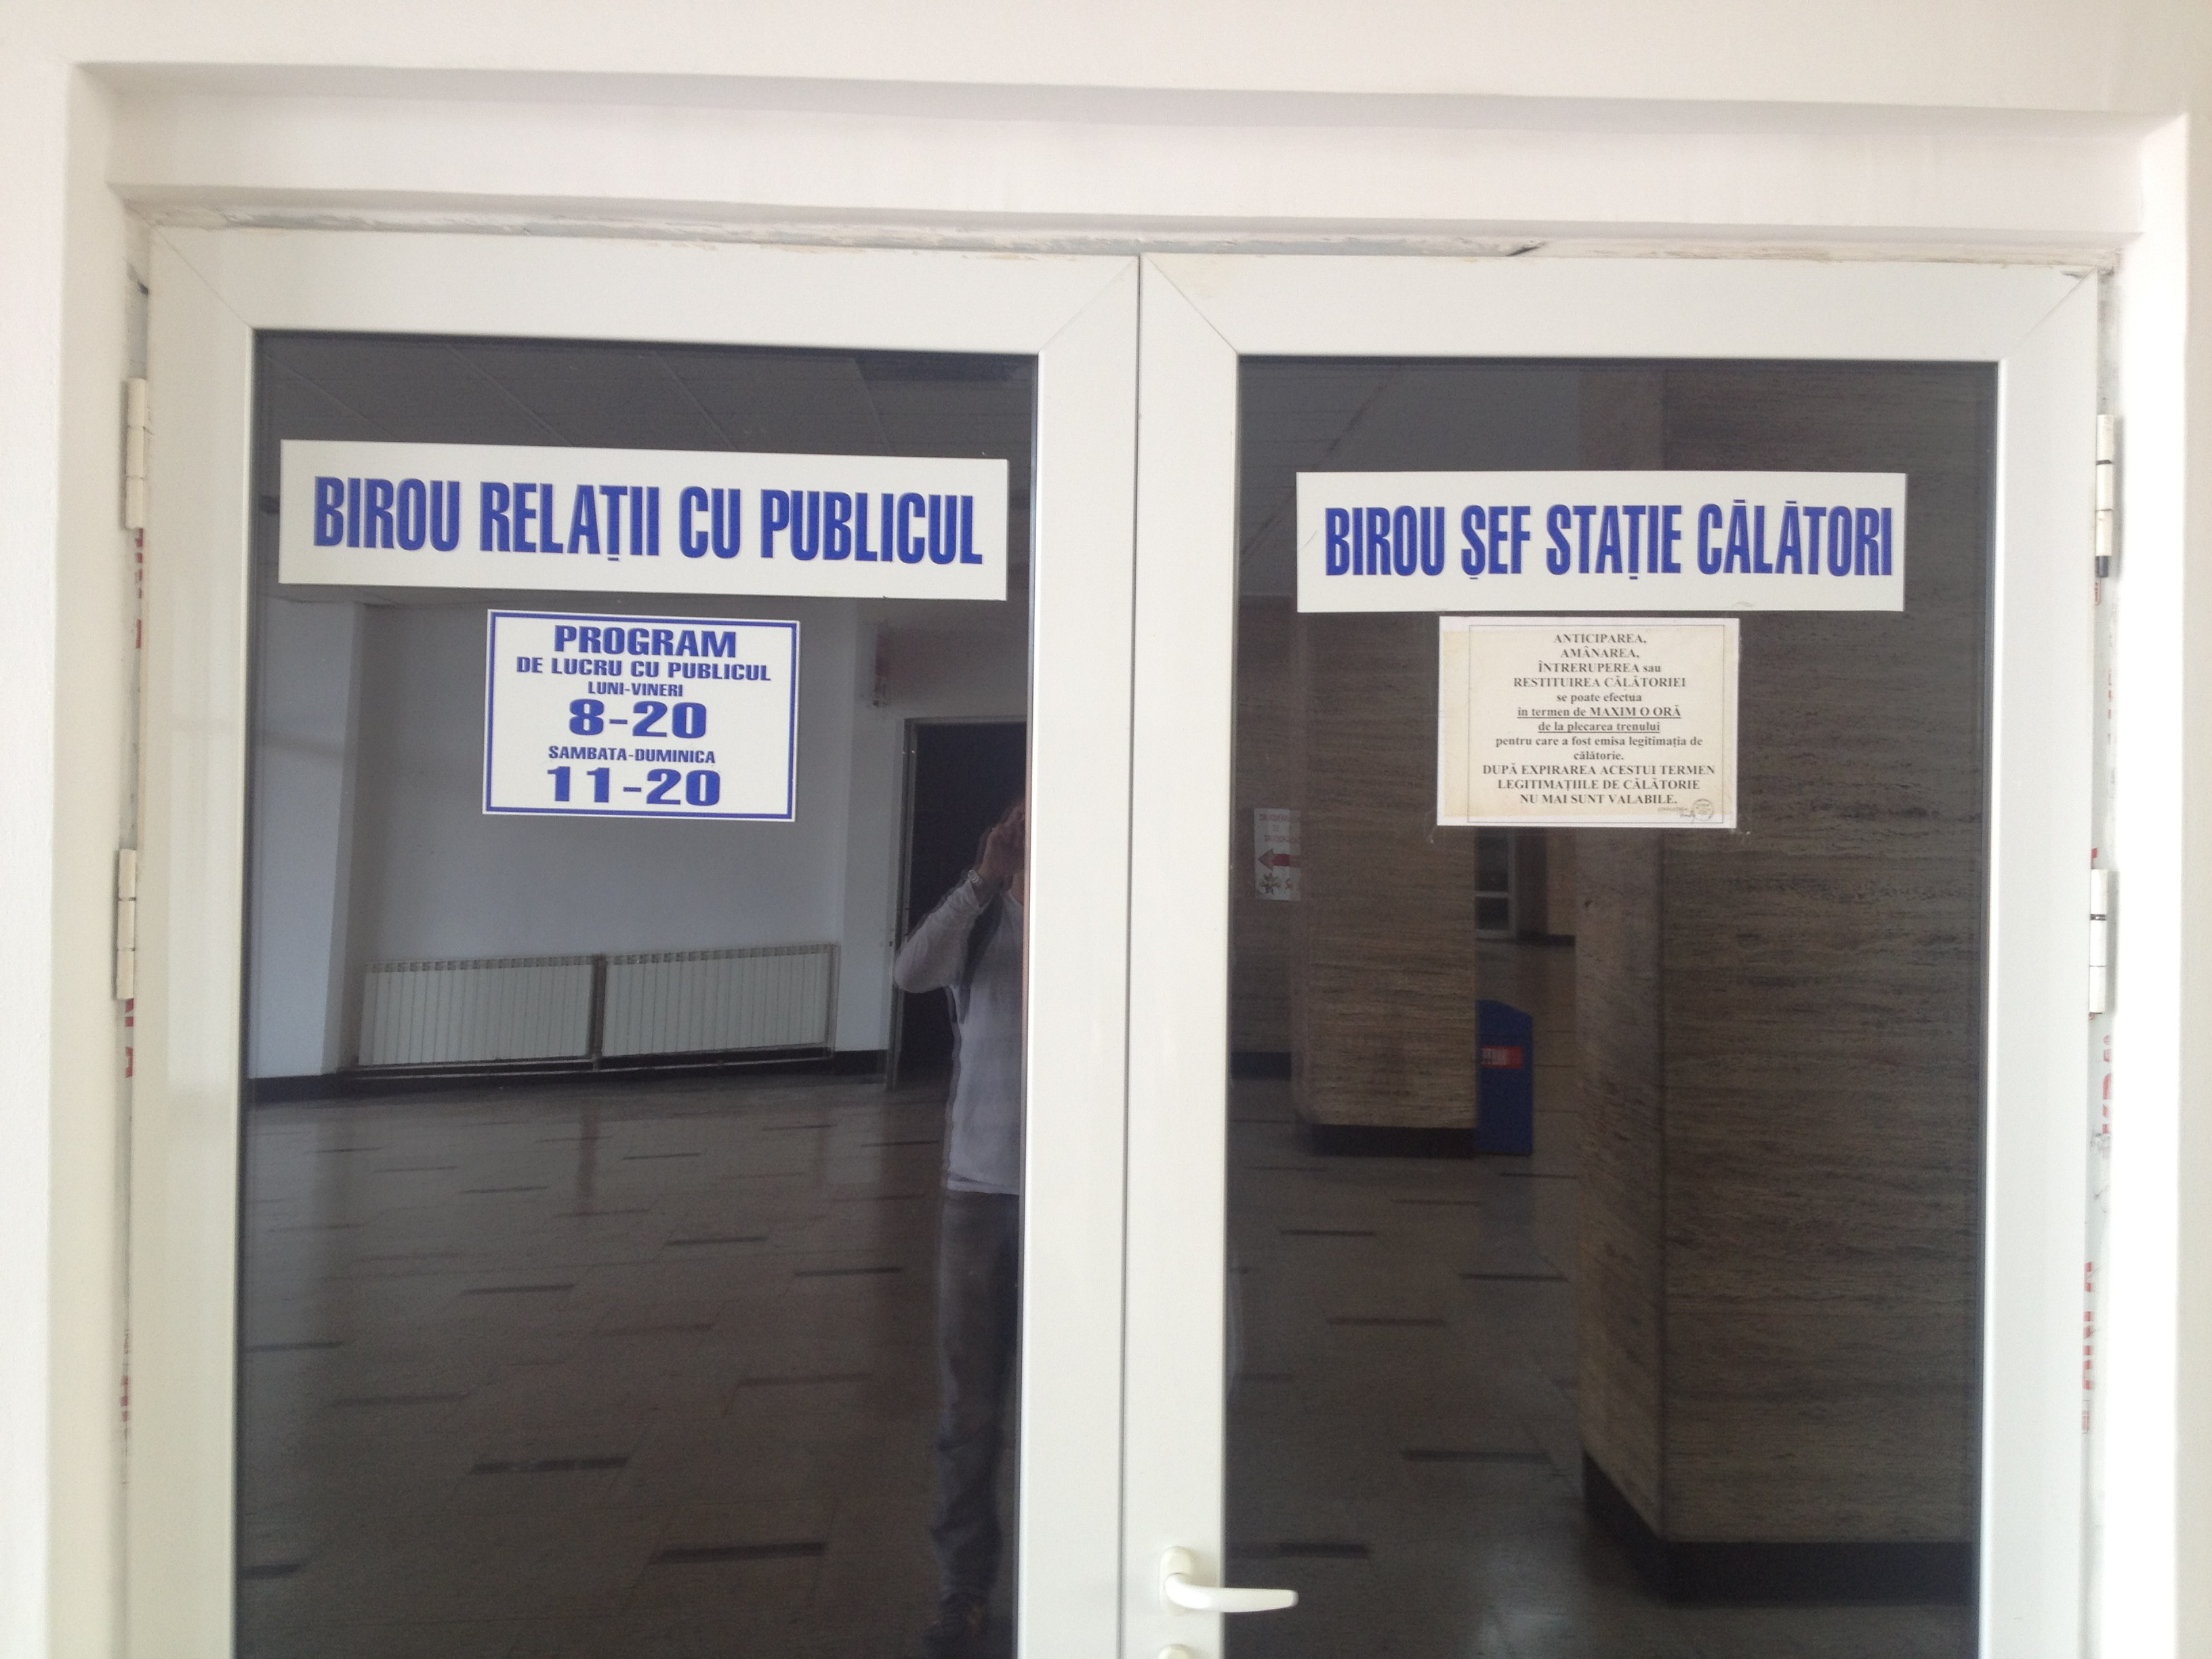 BIROU RELAȚII CU PUBLICUL
PROGRAM
DE LUCRU CU PUBLICUL
LUNI-VINERI
8-20
SAMBATA-DUMINICA
11-20
BIROU ȘEF STAȚIE CĂLĂTORI
ANTICIPAREA,
AMÂNAREA,
ÎNTRERUPEREA sau
RESTITUIREA CĂLĂTORIEI
se poate efectua
in termen de MAXIM O ORĂ
de la plecarea trenului
pentru care a fost emisa legitimația de
călătorie.
DUPĂ EXPIRAREA ACESTUI TERMEN
LEGITIMAȚIILE DE CĂLĂTORIE
NU MAI SUNT VALABILE.